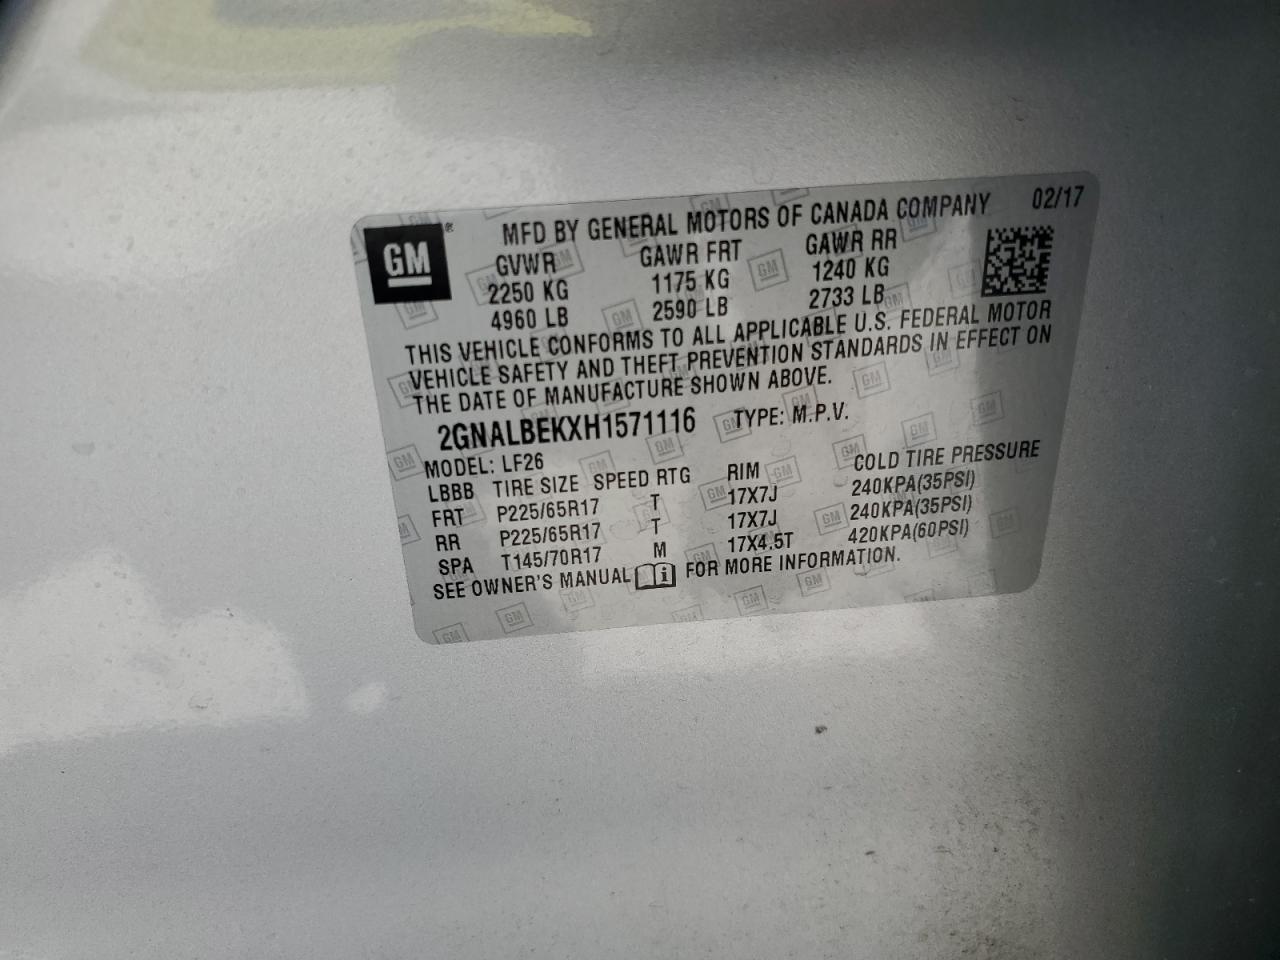 GM ® MFD BY GENERAL MOTORS OF CANADA COMPANY 02/17
GVWR GAWR FRT GAWR RR
2250 KG 1175 KG 1240 KG
4960 LB 2590 LB 2733 LB
THIS VEHICLE CONFORMS TO ALL APPLICABLE U.S. FEDERAL MOTOR
VEHICLE SAFETY AND THEFT PREVENTION STANDARDS IN EFFECT ON
THE DATE OF MANUFACTURE SHOWN ABOVE.
2GNALBEKXH1571116 TYPE: M.P.V.
MODEL: LF26
LBBB TIRE SIZE SPEED RTG RIM COLD TIRE PRESSURE
FRT P225/65R17 T 17X7J 240KPA(35PSI)
RR P225/65R17 T 17X7J 240KPA(35PSI)
SPA T145/70R17 M 17X4.5T 420KPA(60PSI)
SEE OWNER'S MANUAL FOR MORE INFORMATION.